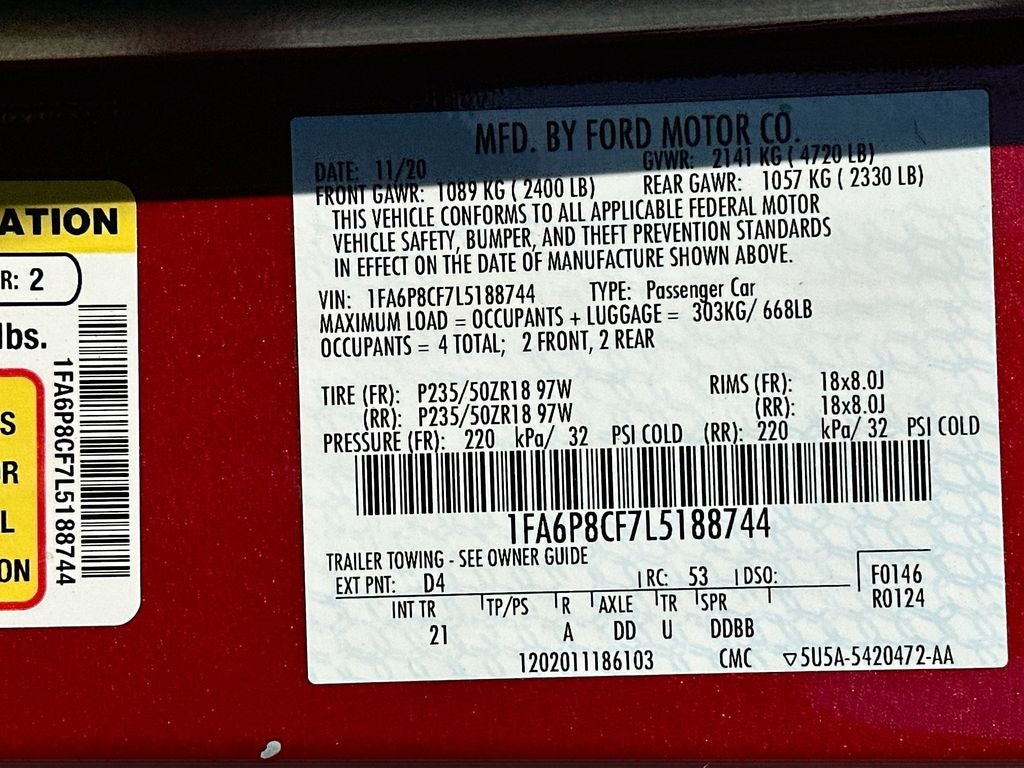 ATION
R: 2
lbs.
S
R
L
ON
1FA6P8CF7L5188744
MFD. BY FORD MOTOR CO.
DATE: 11/20 GVWR: 2141 KG ( 4720 LB)
FRONT GAWR: 1089 KG ( 2400 LB) REAR GAWR: 1057 KG ( 2330 LB)
THIS VEHICLE CONFORMS TO ALL APPLICABLE FEDERAL MOTOR
VEHICLE SAFETY, BUMPER, AND THEFT PREVENTION STANDARDS
IN EFFECT ON THE DATE OF MANUFACTURE SHOWN ABOVE.
VIN: 1FA6P8CF7L5188744 TYPE: Passenger Car
MAXIMUM LOAD = OCCUPANTS + LUGGAGE = 303KG/ 668LB
OCCUPANTS = 4 TOTAL; 2 FRONT, 2 REAR
TIRE (FR): P235/50ZR18 97W RIMS (FR): 18x8.0J
(RR): P235/50ZR18 97W (RR): 18x8.0J
PRESSURE (FR): 220 kPa/ 32 PSI COLD (RR): 220 kPa/ 32 PSI COLD
1FA6P8CF7L5188744
TRAILER TOWING - SEE OWNER GUIDE
EXT PNT: D4 RC: 53 DSO: F0146
INT TR TP/PS R AXLE TR SPR R0124
21 A DD U DDBB
1202011186103 CMC ▽5U5A-5420472-AA